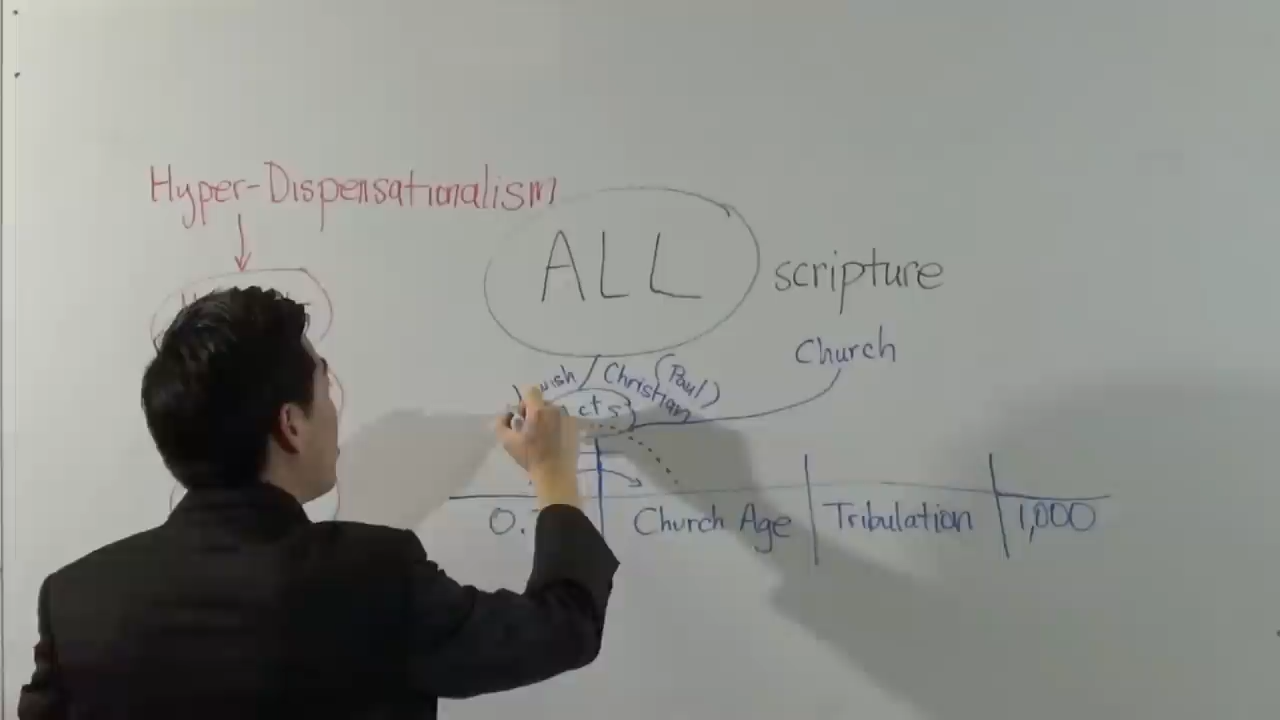 Hyper-Dispensationalism
ALL scripture
Church
Christian (Paul)
Church Age Tribulation 1,000